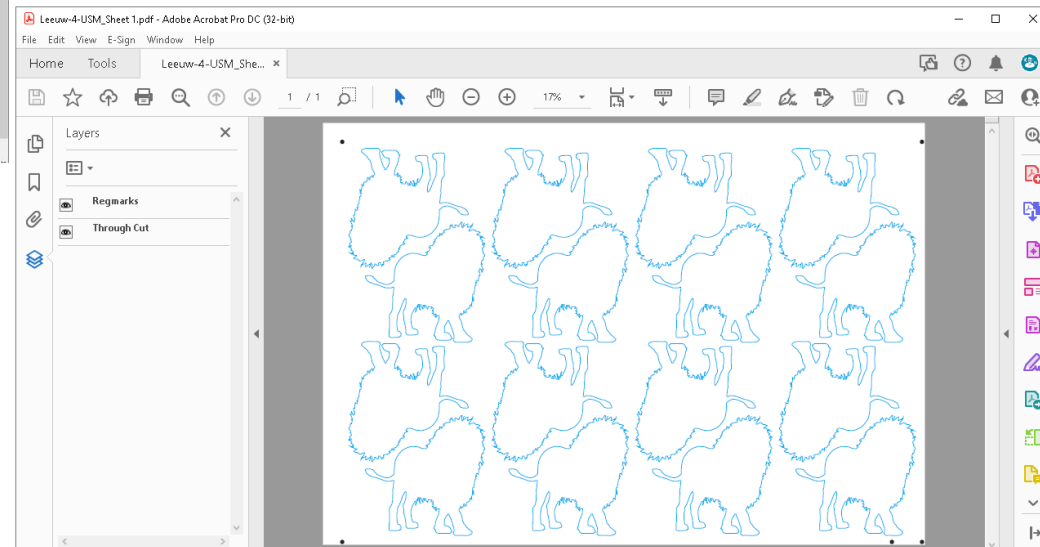 Leeuw-4-USM_Sheet 1.pdf - Adobe Acrobat Pro DC (32-bit)
File Edit View E-Sign Window Help
Home Tools Leeuw-4-USM_She... ×
1 / 1 17%
Layers
Regmarks
Through Cut